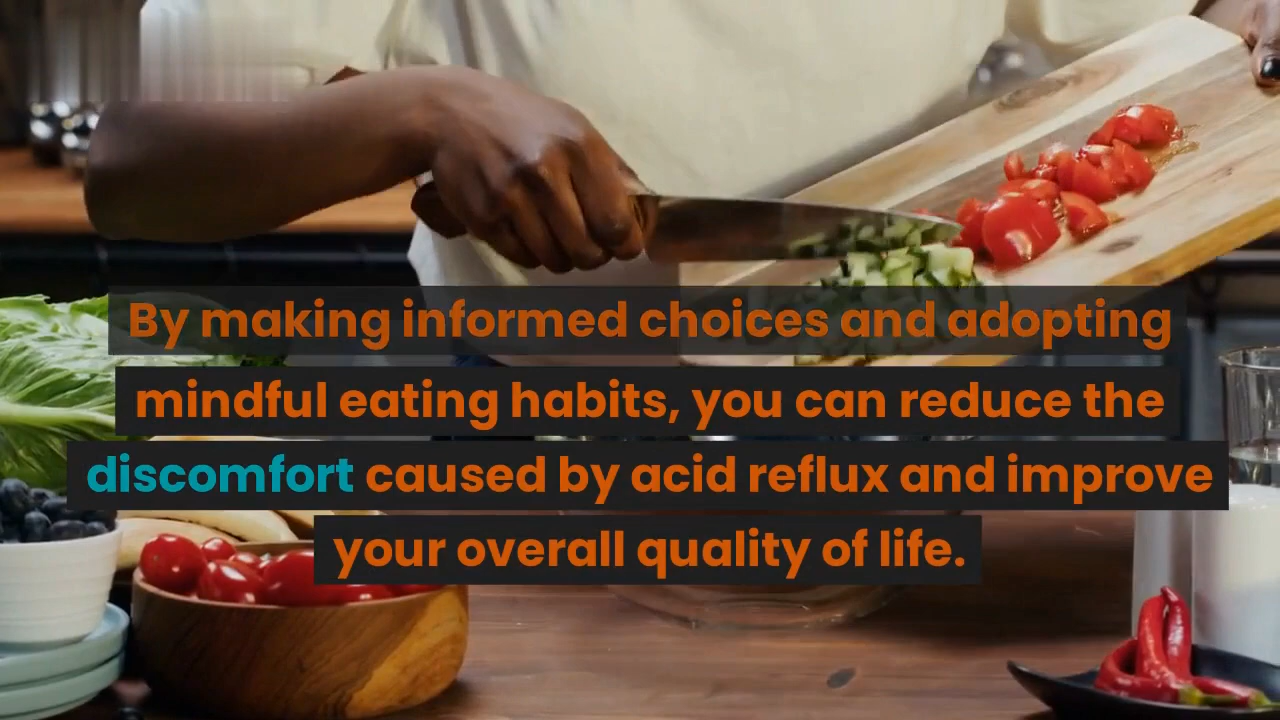 By making informed choices and adopting
mindful eating habits, you can reduce the
discomfort caused by acid reflux and improve
your overall quality of life.